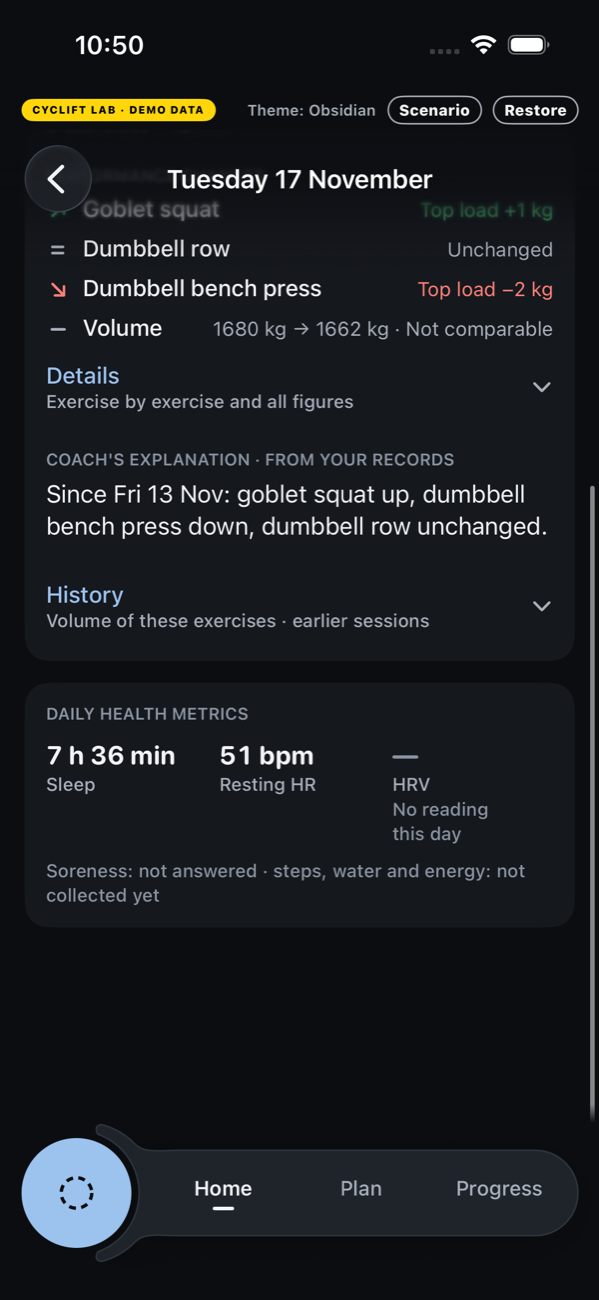 10:50
CYCLIFT LAB · DEMO DATA
Theme: Obsidian
Scenario
Restore
Tuesday 17 November
Goblet squat Top load +1 kg
Dumbbell row Unchanged
Dumbbell bench press Top load −2 kg
Volume 1680 kg → 1662 kg · Not comparable
Details
Exercise by exercise and all figures
COACH'S EXPLANATION · FROM YOUR RECORDS
Since Fri 13 Nov: goblet squat up, dumbbell
bench press down, dumbbell row unchanged.
History
Volume of these exercises · earlier sessions
DAILY HEALTH METRICS
7 h 36 min 51 bpm —
Sleep Resting HR HRV
No reading
this day
Soreness: not answered · steps, water and energy: not
collected yet
Home Plan Progress